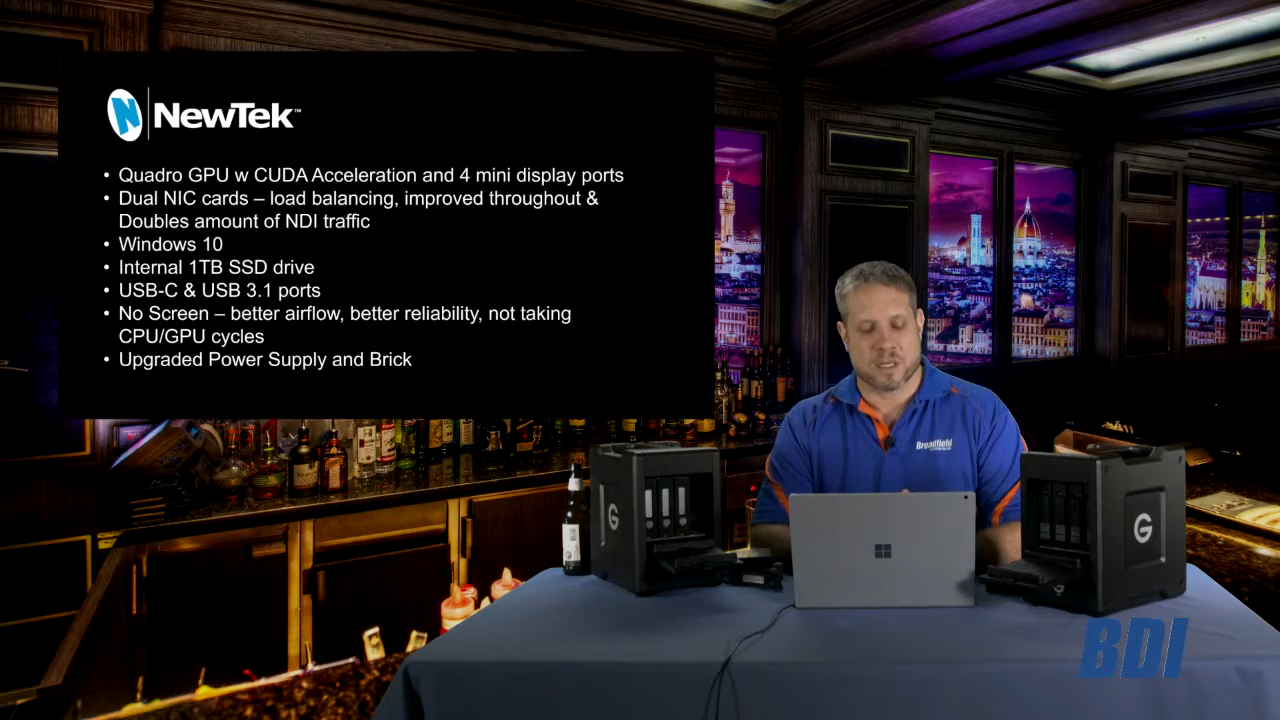 NewTek™
• Quadro GPU w CUDA Acceleration and 4 mini display ports
• Dual NIC cards – load balancing, improved throughout &
Doubles amount of NDI traffic
• Windows 10
• Internal 1TB SSD drive
• USB-C & USB 3.1 ports
• No Screen – better airflow, better reliability, not taking
CPU/GPU cycles
• Upgraded Power Supply and Brick
Broadfield
G
G
BDI